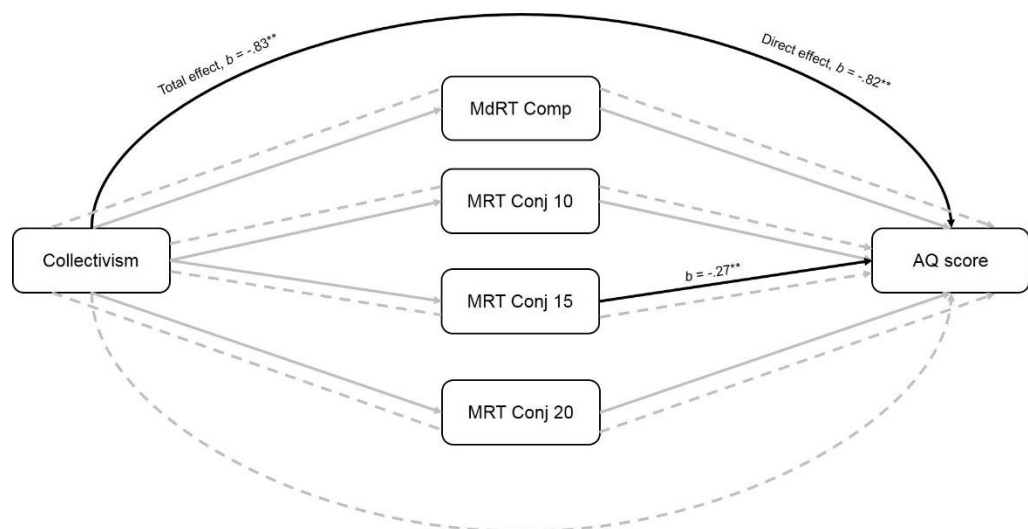 Total effect, b = -.83**
Direct effect, b = -.82**
MdRT Comp
MRT Conj 10
Collectivism
AQ score
b = -.27**
MRT Conj 15
MRT Conj 20